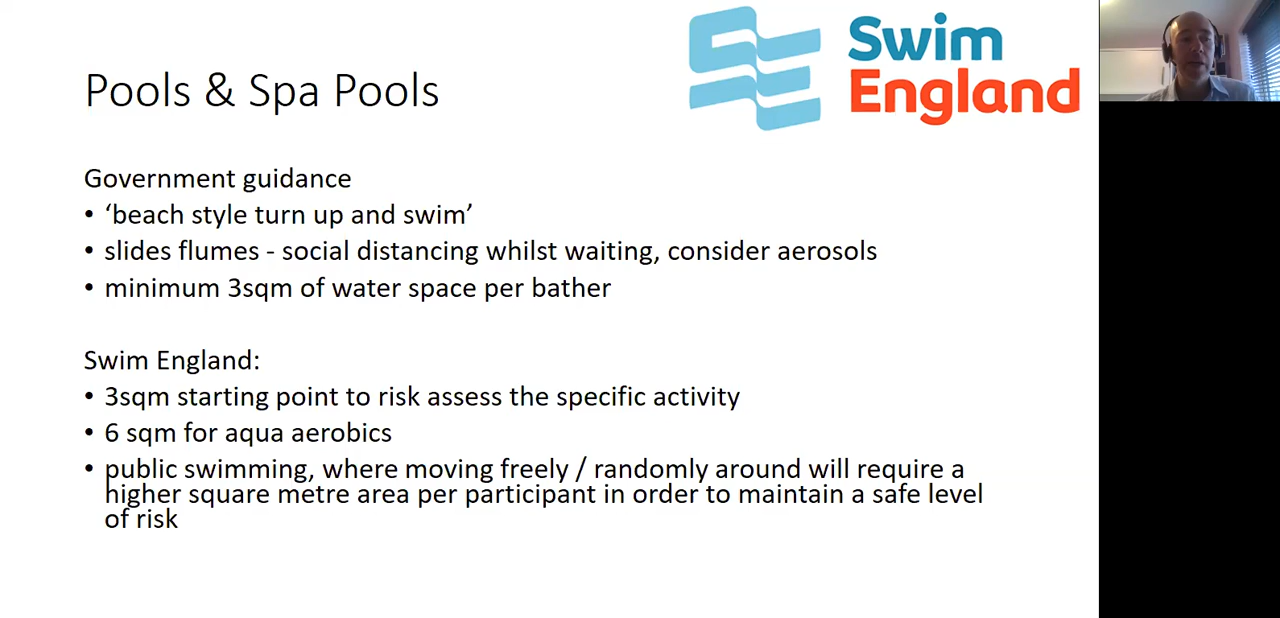 Swim
England
Pools & Spa Pools
Government guidance
• ‘beach style turn up and swim’
• slides flumes - social distancing whilst waiting, consider aerosols
• minimum 3sqm of water space per bather
Swim England:
• 3sqm starting point to risk assess the specific activity
• 6 sqm for aqua aerobics
• public swimming, where moving freely / randomly around will require a
higher square metre area per participant in order to maintain a safe level
of risk